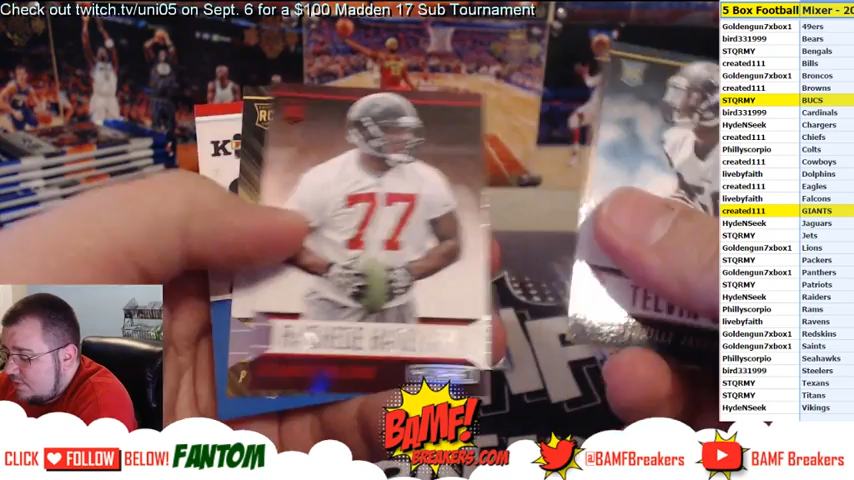 Check out twitch.tv/uni05 on Sept. 6 for a $100 Madden 17 Sub Tournament
5 Box Football Mixer - 20
Goldengun7xbox1 49ers
bird331999 Bears
STQRMY Bengals
created111 Bills
Goldengun7xbox1 Broncos
created111 Browns
STQRMY BUCS
bird331999 Cardinals
HydeNSeek Chargers
created111 Chiefs
Phillyscorpio Colts
created111 Cowboys
livebyfaith Dolphins
created111 Eagles
livebyfaith Falcons
created111 GIANTS
HydeNSeek Jaguars
STQRMY Jets
Goldengun7xbox1 Lions
STQRMY Packers
Goldengun7xbox1 Panthers
STQRMY Patriots
HydeNSeek Raiders
Phillyscorpio Rams
livebyfaith Ravens
Goldengun7xbox1 Redskins
Goldengun7xbox1 Saints
Phillyscorpio Seahawks
bird331999 Steelers
STQRMY Texans
STQRMY Titans
HydeNSeek Vikings
RC
77
TELVIN
BAMF!
BREAKERS.COM
CLICK FOLLOW BELOW! FANTOM
@BAMFBreakers
BAMF Breakers